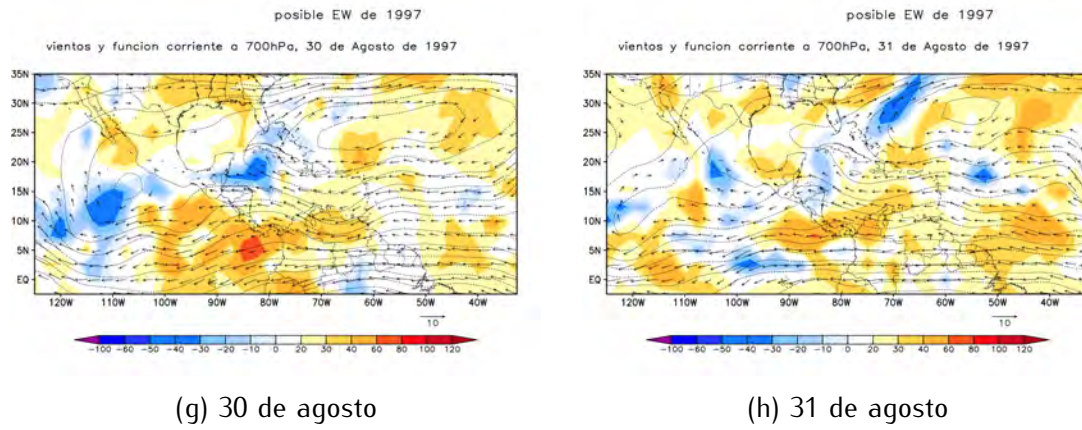 posible EW de 1997
vientos y funcion corriente a 700hPa, 30 de Agosto de 1997
35N
30N
25N
20N
15N
10N
5N
EQ
120W 110W 100W 90W 80W 70W 60W 50W 40W
10
-100 -60 -50 -40 -30 -20 -10 0 20 30 40 60 80 100 120
(g) 30 de agosto
posible EW de 1997
vientos y funcion corriente a 700hPa, 31 de Agosto de 1997
35N
30N
25N
20N
15N
10N
5N
EQ
120W 110W 100W 90W 80W 70W 60W 50W 40W
10
-100 -60 -50 -40 -30 -20 -10 0 20 30 40 60 80 100 120
(h) 31 de agosto